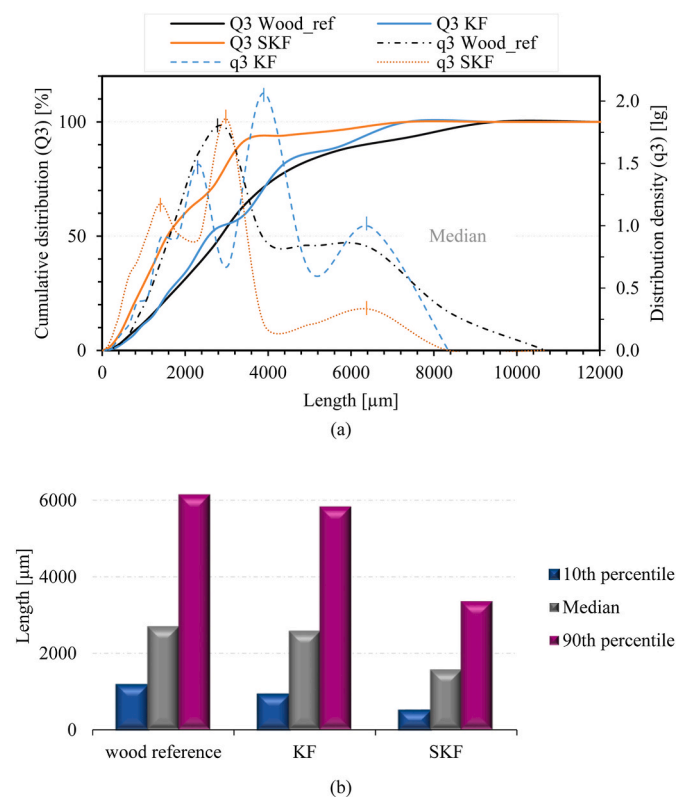 Q3 Wood_ref Q3 KF
Q3 SKF q3 Wood_ref
q3 KF q3 SKF
Cumulative dsitribution (Q3) [%]
100
50
0
Median
2.0
1.5
1.0
0.5
0.0
Distribution density (q3) [lg]
0 2000 4000 6000 8000 10000 12000
Length [µm]
(a)
Length [µm]
6000
4000
2000
0
10th percentile
Median
90th percentile
wood reference KF SKF
(b)